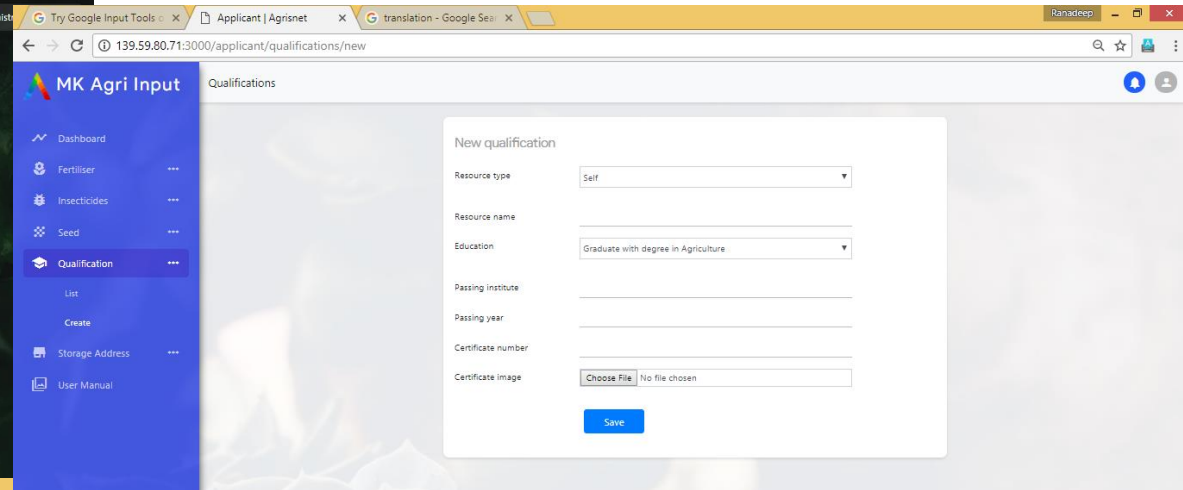 Ranadeep
Try Google Input Tools o
Applicant | Agrisnet
translation - Google Sear
139.59.80.71:3000/applicant/qualifications/new
MK Agri Input
Qualifications
Dashboard
Fertiliser
Insecticides
Seed
Qualification
List
Create
Storage Address
User Manual
New qualification
Resource type Self
Resource name
Education Graduate with degree in Agriculture
Passing institute
Passing year
Certificate number
Certificate image Choose File No file chosen
Save